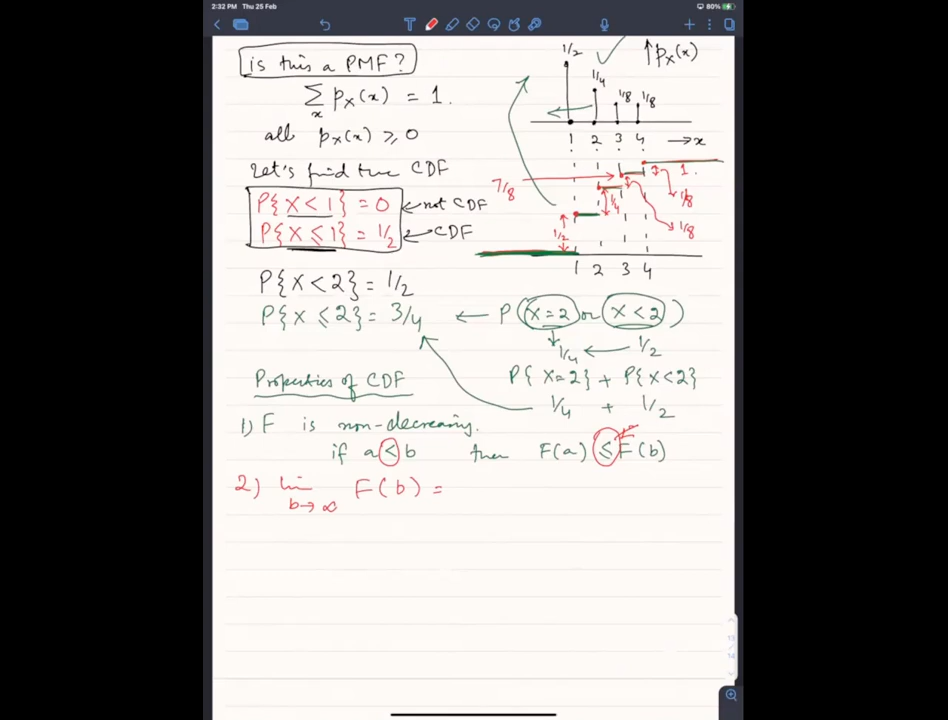 2:32 PM Thu 25 Feb
80%
T
is this a PMF?
∑ pₓ(x) = 1.
x
all pₓ(x) ⩾ 0
Let's find the CDF
P{X < 1} = 0 ← not CDF
P{X ⩽ 1} = 1/2 ← CDF
P{X < 2} = 1/2
P{X ⩽ 2} = 3/4 ← P(X=2 or X<2)
1/4 ← 1/2
P{X=2} + P{X<2}
1/4 + 1/2
1/2
1/4
1/8
1/8
↑pₓ(x)
1 2 3 4 → x
7/8
1/2
1/4
1.
1/8
1/8
1 2 3 4
Properties of CDF
1) F is non-decreasing.
if a < b then F(a) ⩽ F(b)
2) lim F(b) =
b→∞